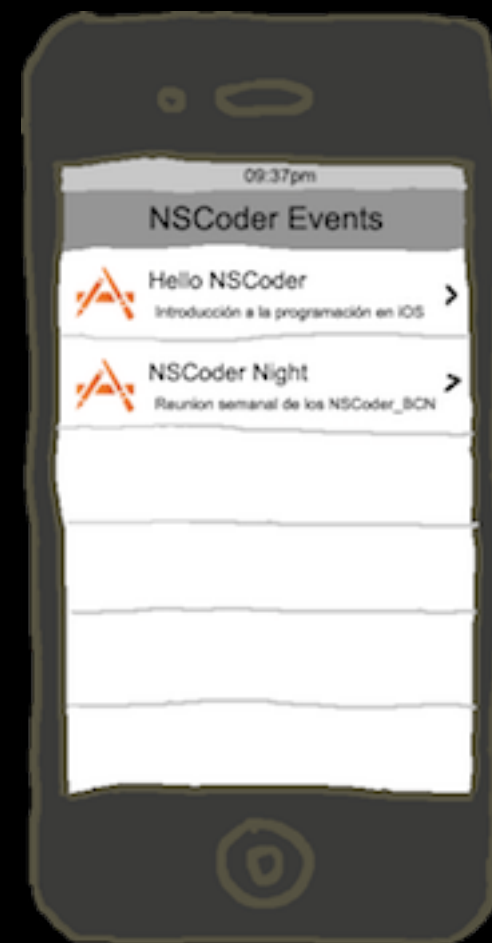 09:37pm
NSCoder Events
Hello NSCoder
Introducción a la programación en iOS
NSCoder Night
Reunion semanal de los NSCoder_BCN